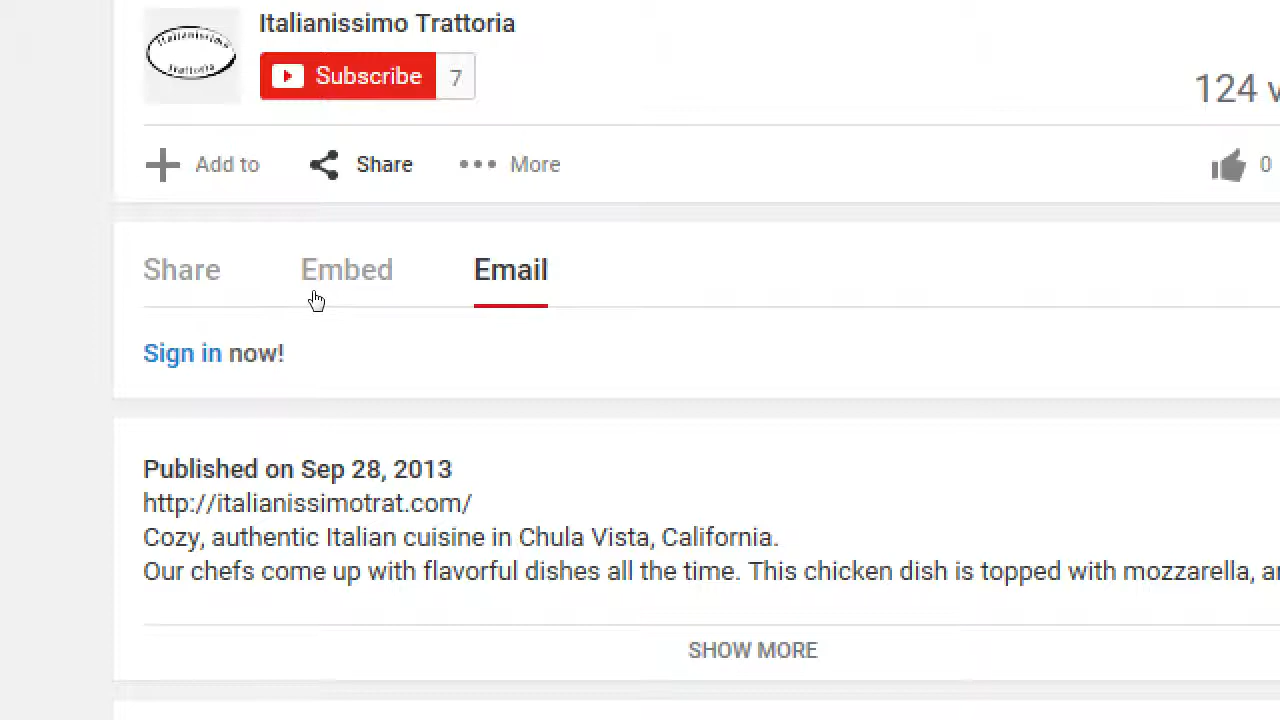 Italianissimo Trattoria
Italianissimo
Trattoria
Subscribe 7
124 v
Add to Share More
0
Share Embed Email
Sign in now!
Published on Sep 28, 2013
http://italianissimotrat.com/
Cozy, authentic Italian cuisine in Chula Vista, California.
Our chefs come up with flavorful dishes all the time. This chicken dish is topped with mozzarella, a
SHOW MORE